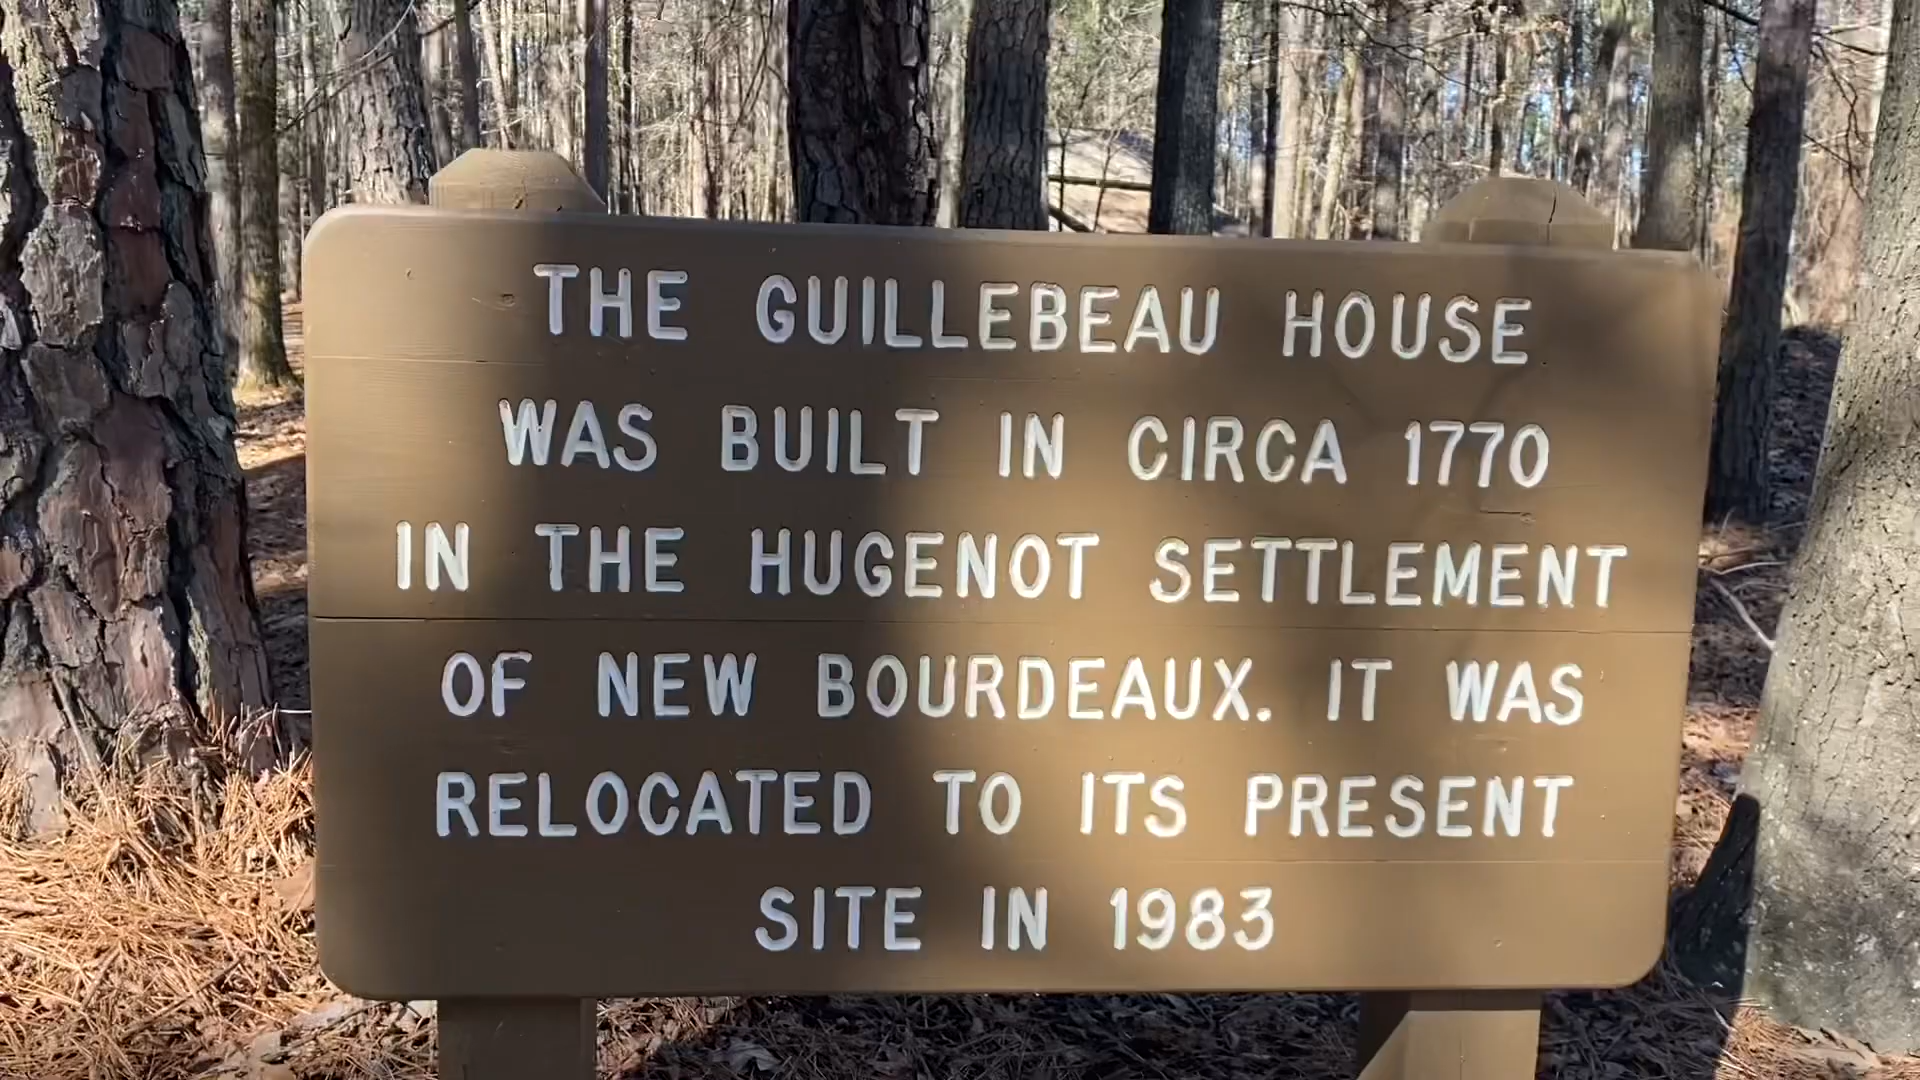 THE GUILLEBEAU HOUSE
WAS BUILT IN CIRCA 1770
IN THE HUGENOT SETTLEMENT
OF NEW BOURDEAUX. IT WAS
RELOCATED TO ITS PRESENT
SITE IN 1983